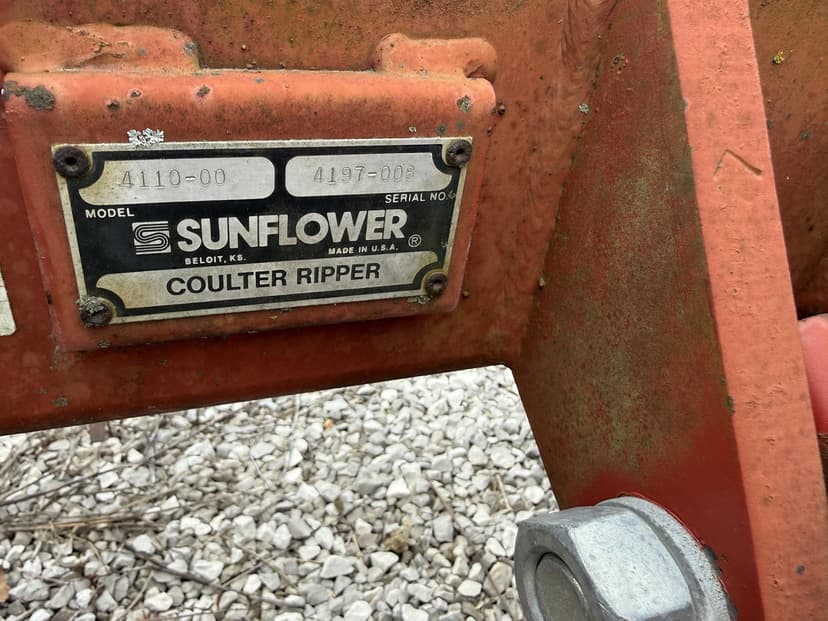 4110-00 4197-008
MODEL SERIAL NO.
SUNFLOWER ®
BELOIT, KS. MADE IN U.S.A.
COULTER RIPPER